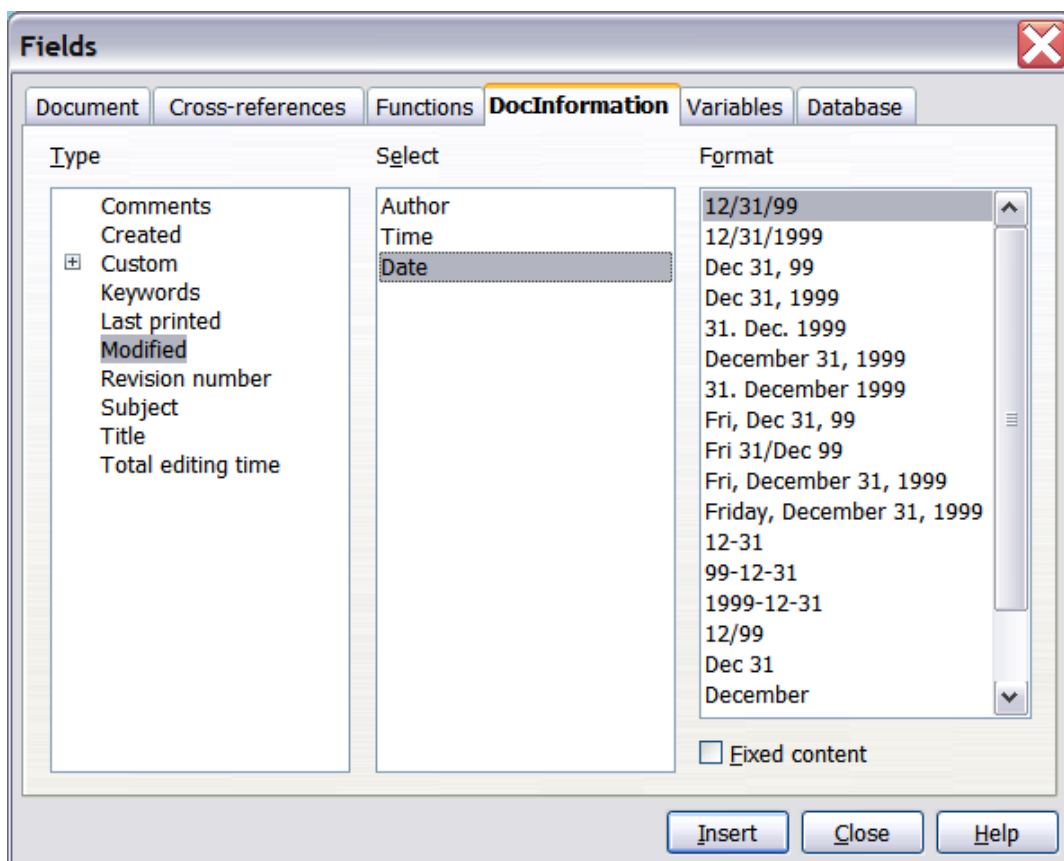 Fields
Document Cross-references Functions DocInformation Variables Database
Type
Comments
Created
Custom
Keywords
Last printed
Modified
Revision number
Subject
Title
Total editing time
Select
Author
Time
Date
Format
12/31/99
12/31/1999
Dec 31, 99
Dec 31, 1999
31. Dec. 1999
December 31, 1999
31. December 1999
Fri, Dec 31, 99
Fri 31/Dec 99
Fri, December 31, 1999
Friday, December 31, 1999
12-31
99-12-31
1999-12-31
12/99
Dec 31
December
Fixed content
Insert Close Help